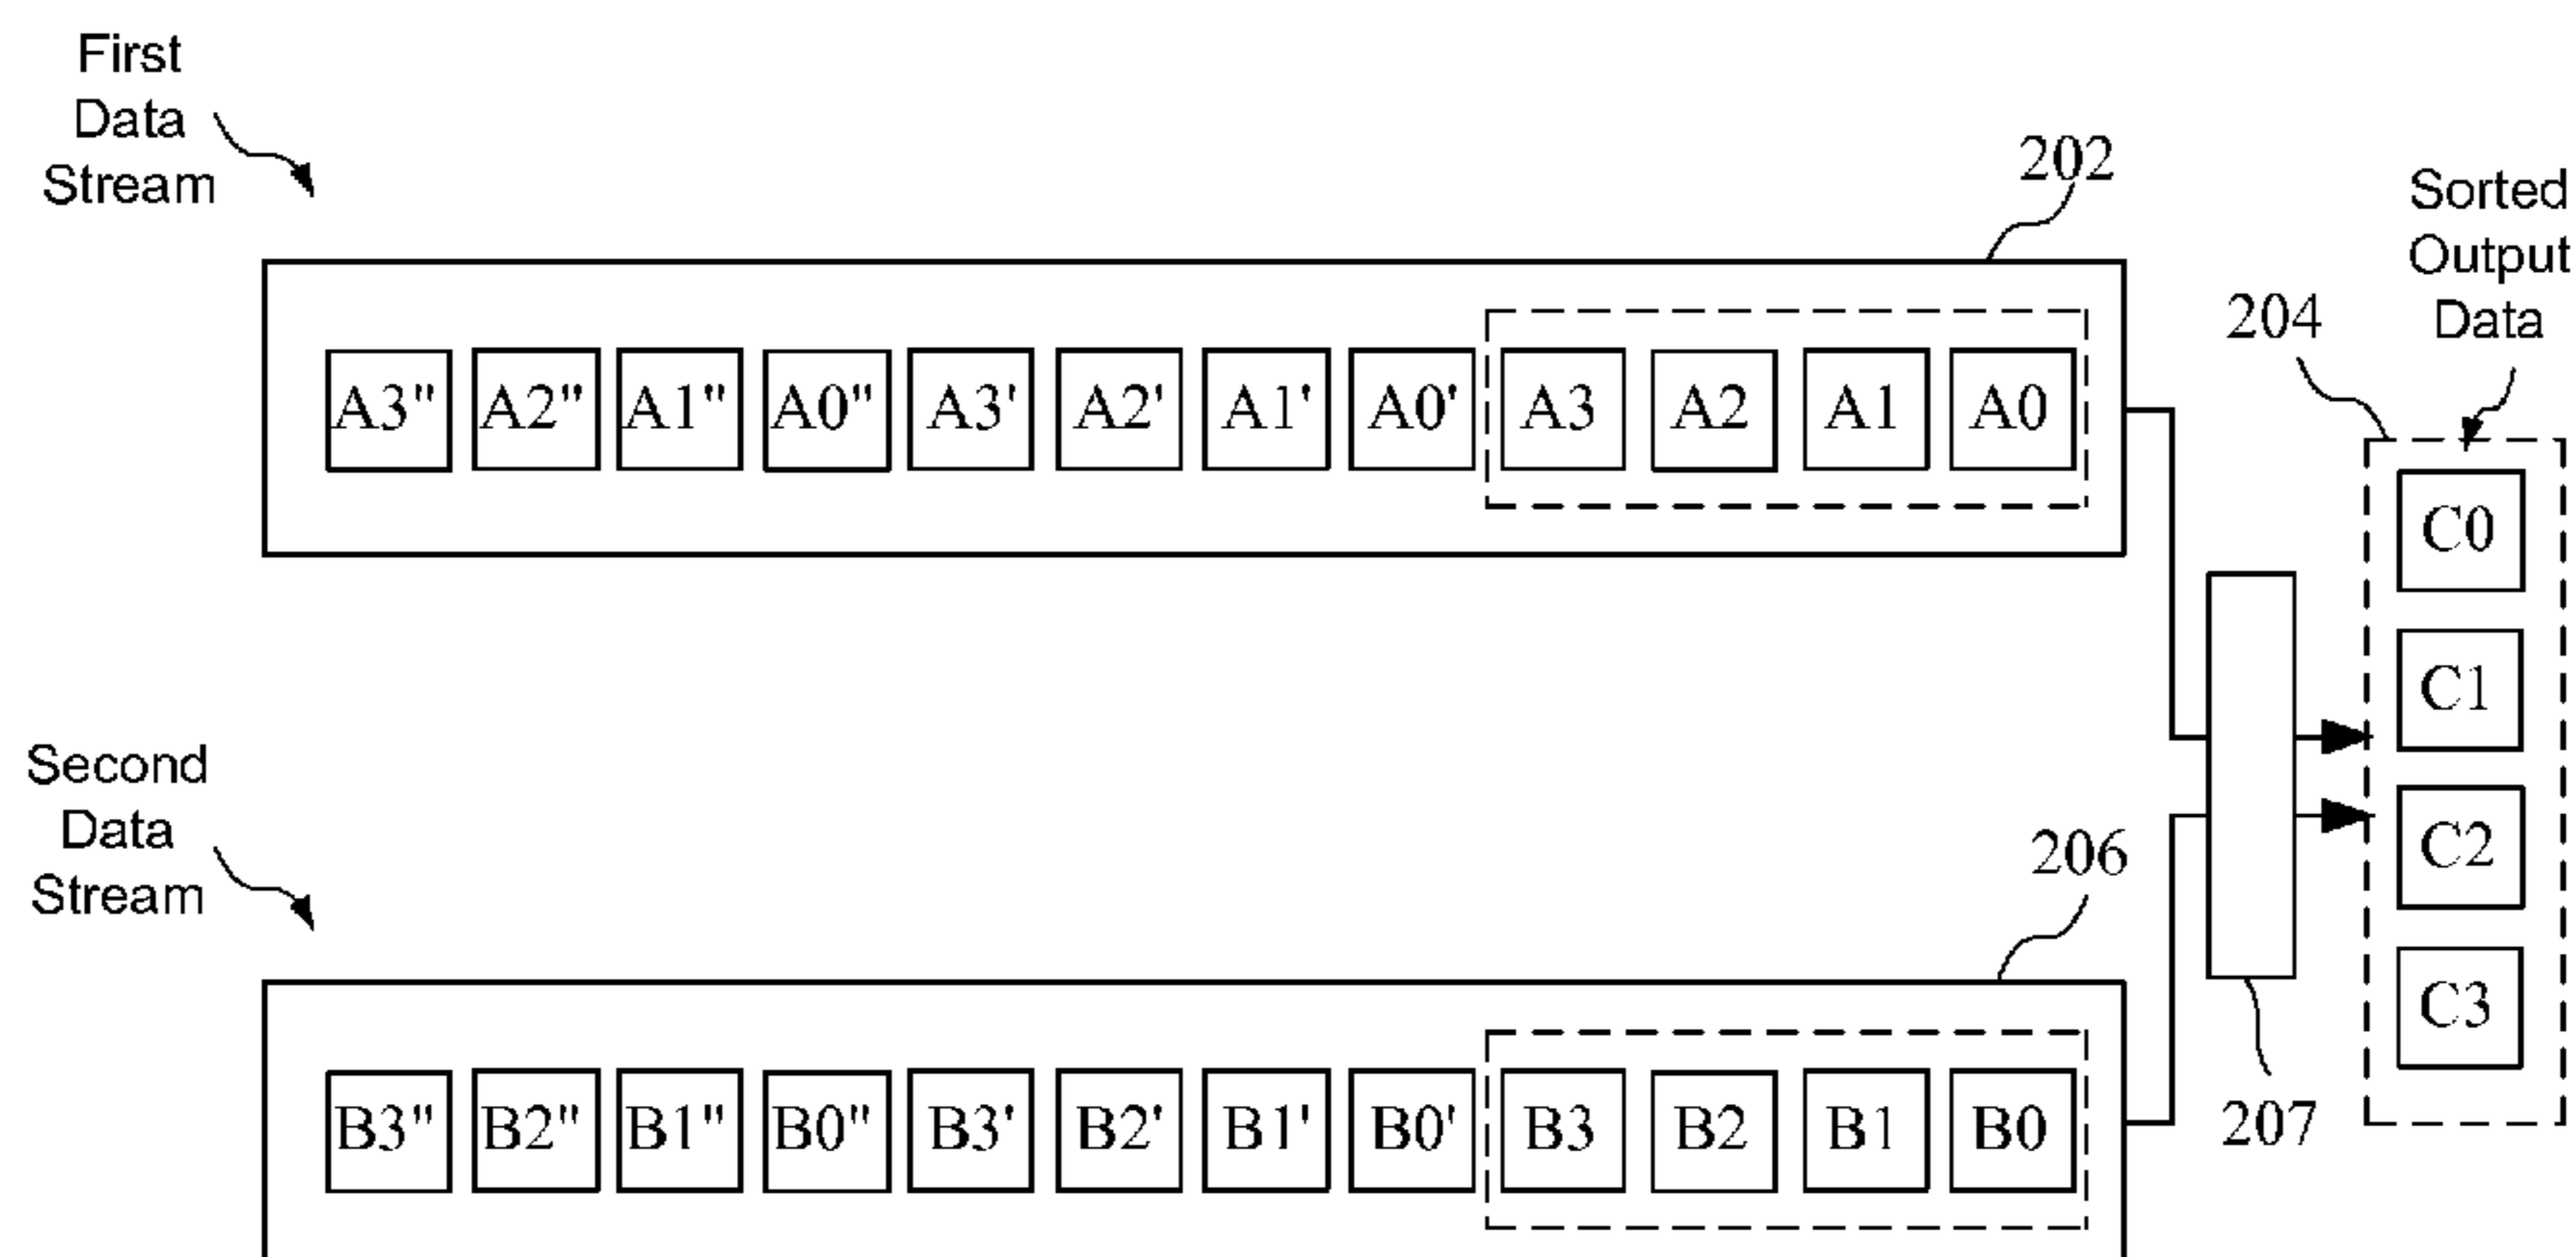 First
Data
Stream
202
Sorted
Output
Data
204
A3" A2" A1" A0" A3' A2' A1' A0' A3 A2 A1 A0
C0
C1
C2
C3
Second
Data
Stream
206
207
B3" B2" B1" B0" B3' B2' B1' B0' B3 B2 B1 B0